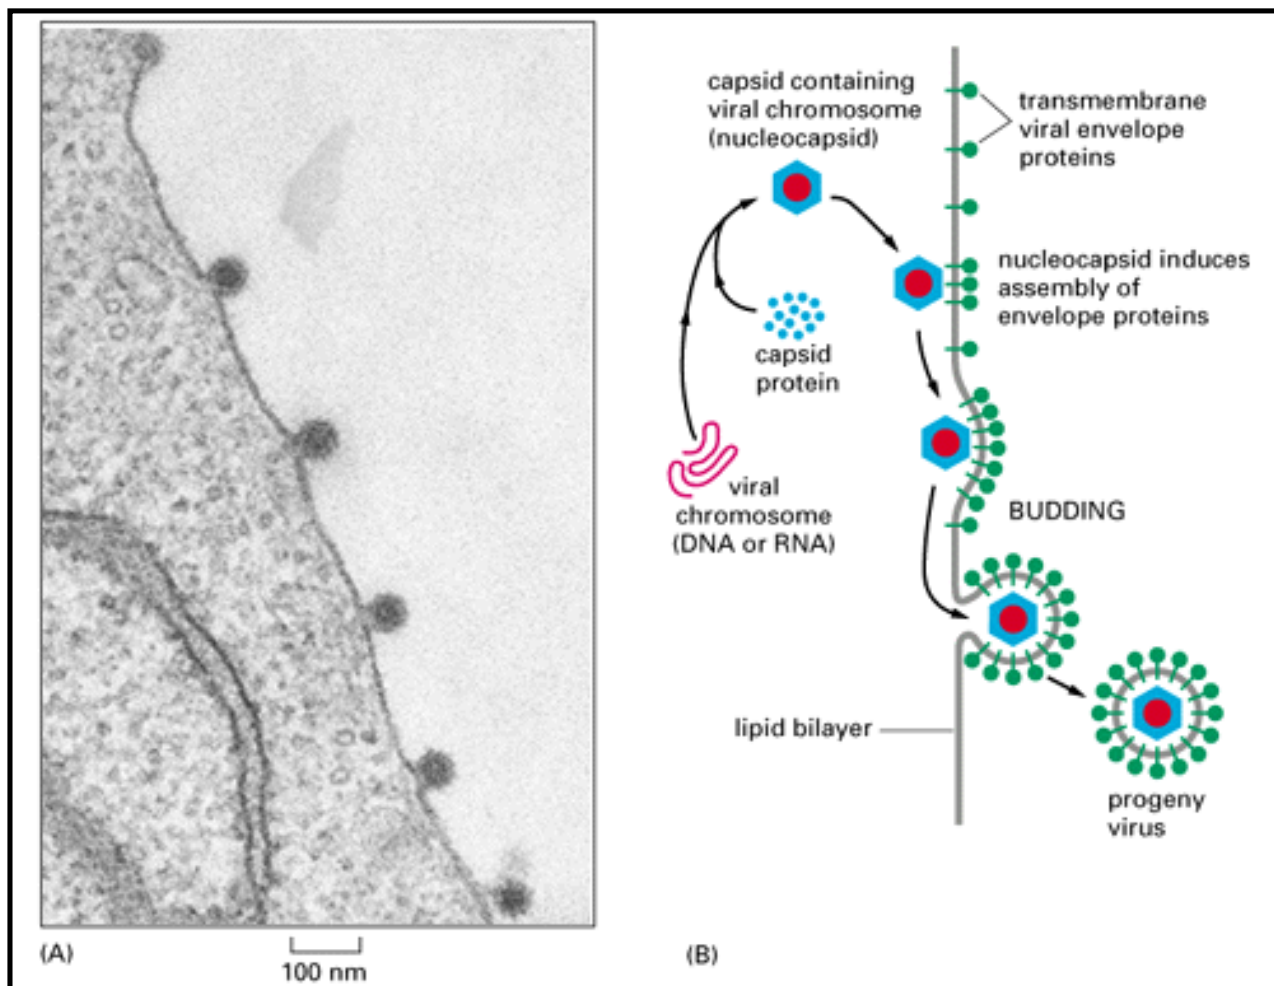 (A)
100 nm
capsid containing
viral chromosome
(nucleocapsid)
transmembrane
viral envelope
proteins
nucleocapsid induces
assembly of
envelope proteins
capsid
protein
viral
chromosome
(DNA or RNA)
BUDDING
lipid bilayer
progeny
virus
(B)